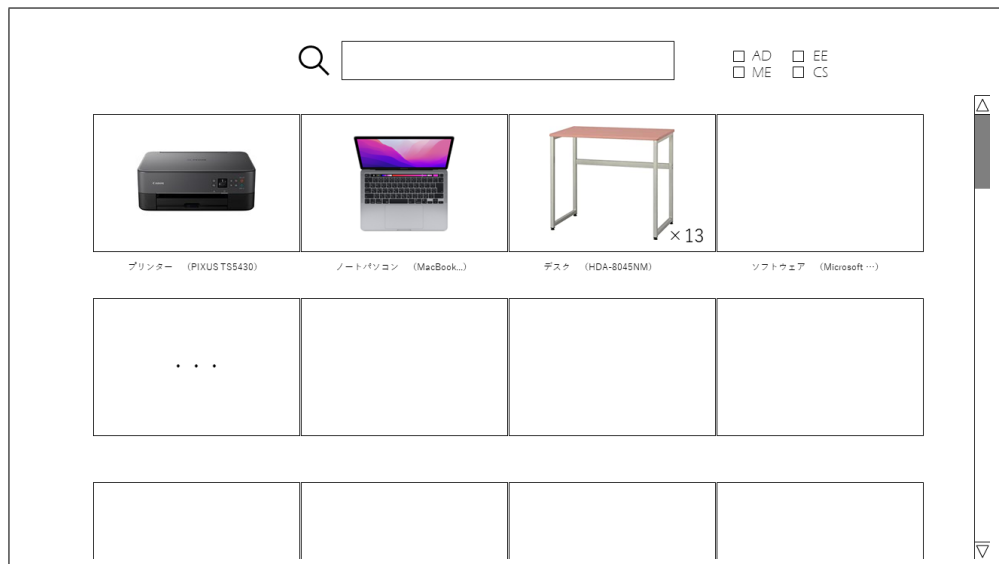 AD EE
ME CS
×13
プリンター （PIXUS TS5430）
ノートパソコン （MacBook...）
デスク （HDA-8045NM）
ソフトウェア （Microsoft …）
・・・